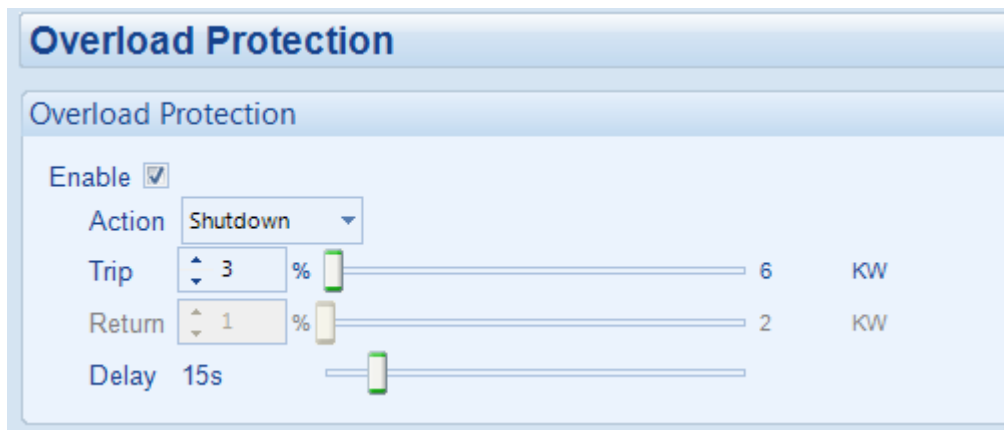 Overload Protection
Overload Protection
Enable
Action Shutdown
Trip 3 % 6 KW
Return 1 % 2 KW
Delay 15s